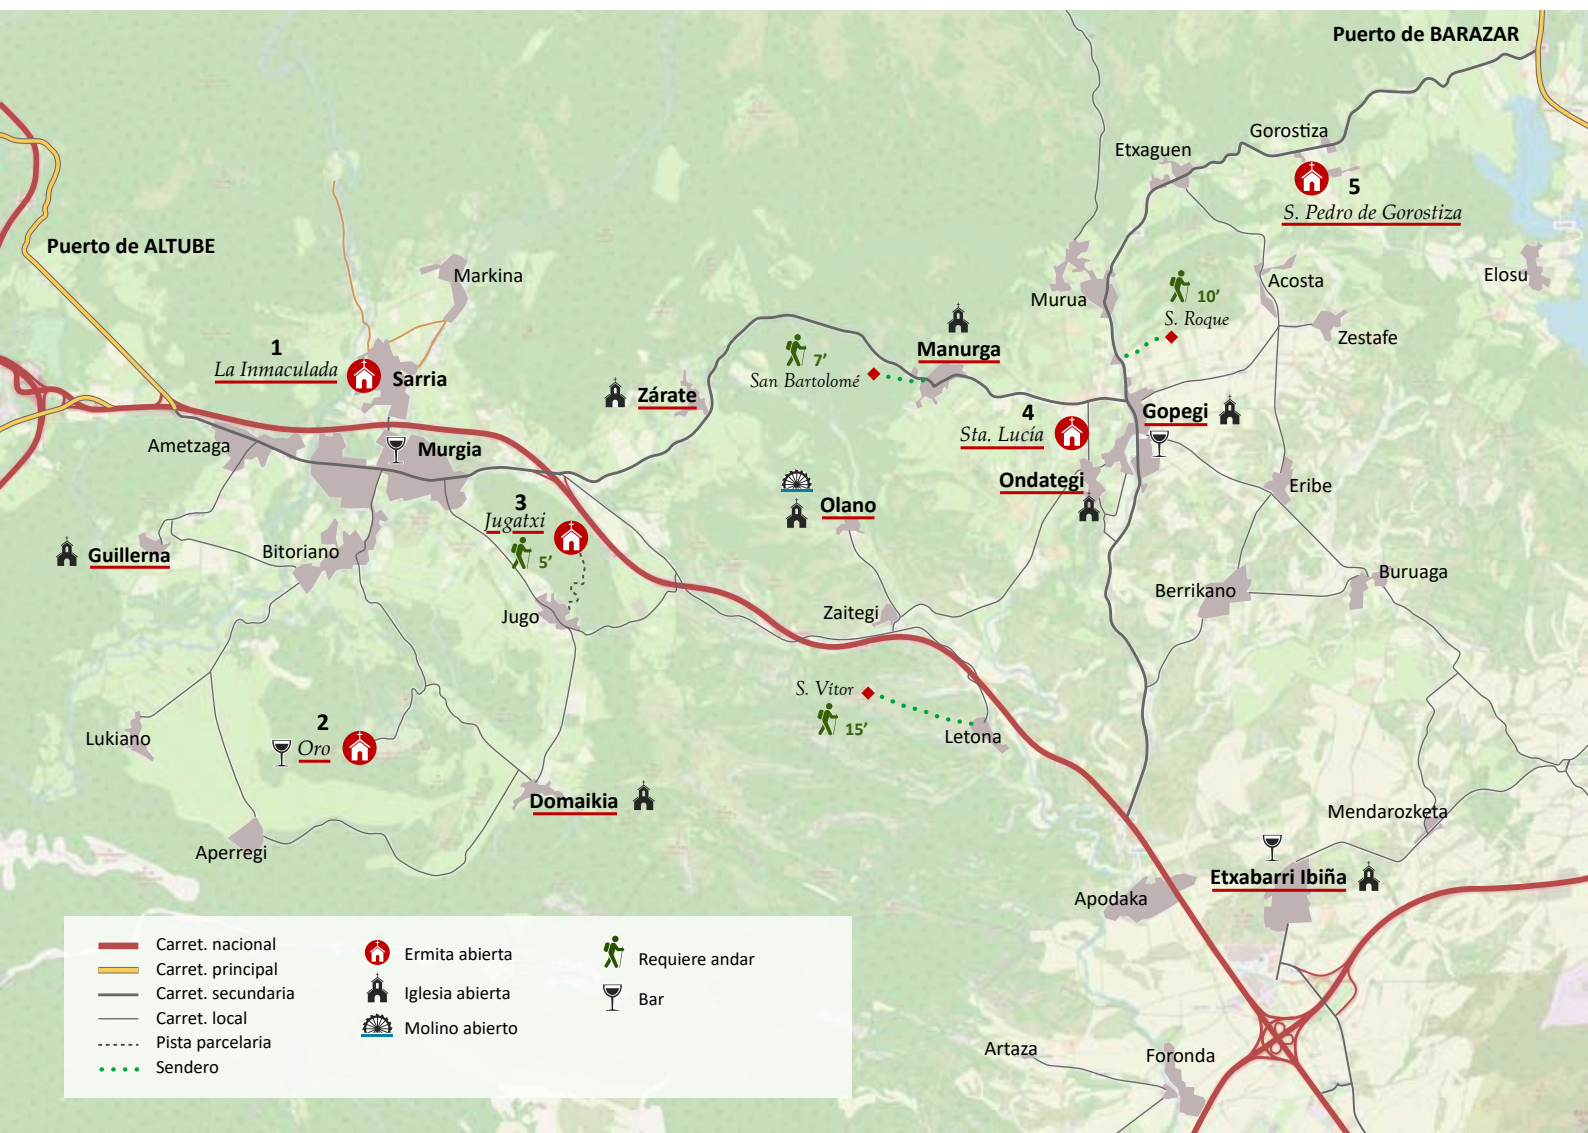 Puerto de BARAZAR
Gorostiza
Etxaguen
5
S. Pedro de Gorostiza
Puerto de ALTUBE
Markina
Elosu
Acosta
Murua
10'
S. Roque
Zestafe
1
La Inmaculada
Sarria
Manurga
7'
San Bartolomé
Zárate
4
Sta. Lucía
Gopegi
Ametzaga
Murgia
Ondategi
Eribe
3
Jugatxi
5'
Olano
Guillerna
Bitoriano
Buruaga
Berrikano
Jugo
Zaitegi
S. Vítor
15'
Letona
Lukiano
2
Oro
Domaikia
Mendarozketa
Aperregi
Etxabarri Ibiña
Apodaka
Carret. nacional
Carret. principal
Carret. secundaria
Carret. local
Pista parcelaria
Sendero
Ermita abierta
Iglesia abierta
Molino abierto
Requiere andar
Bar
Artaza
Foronda